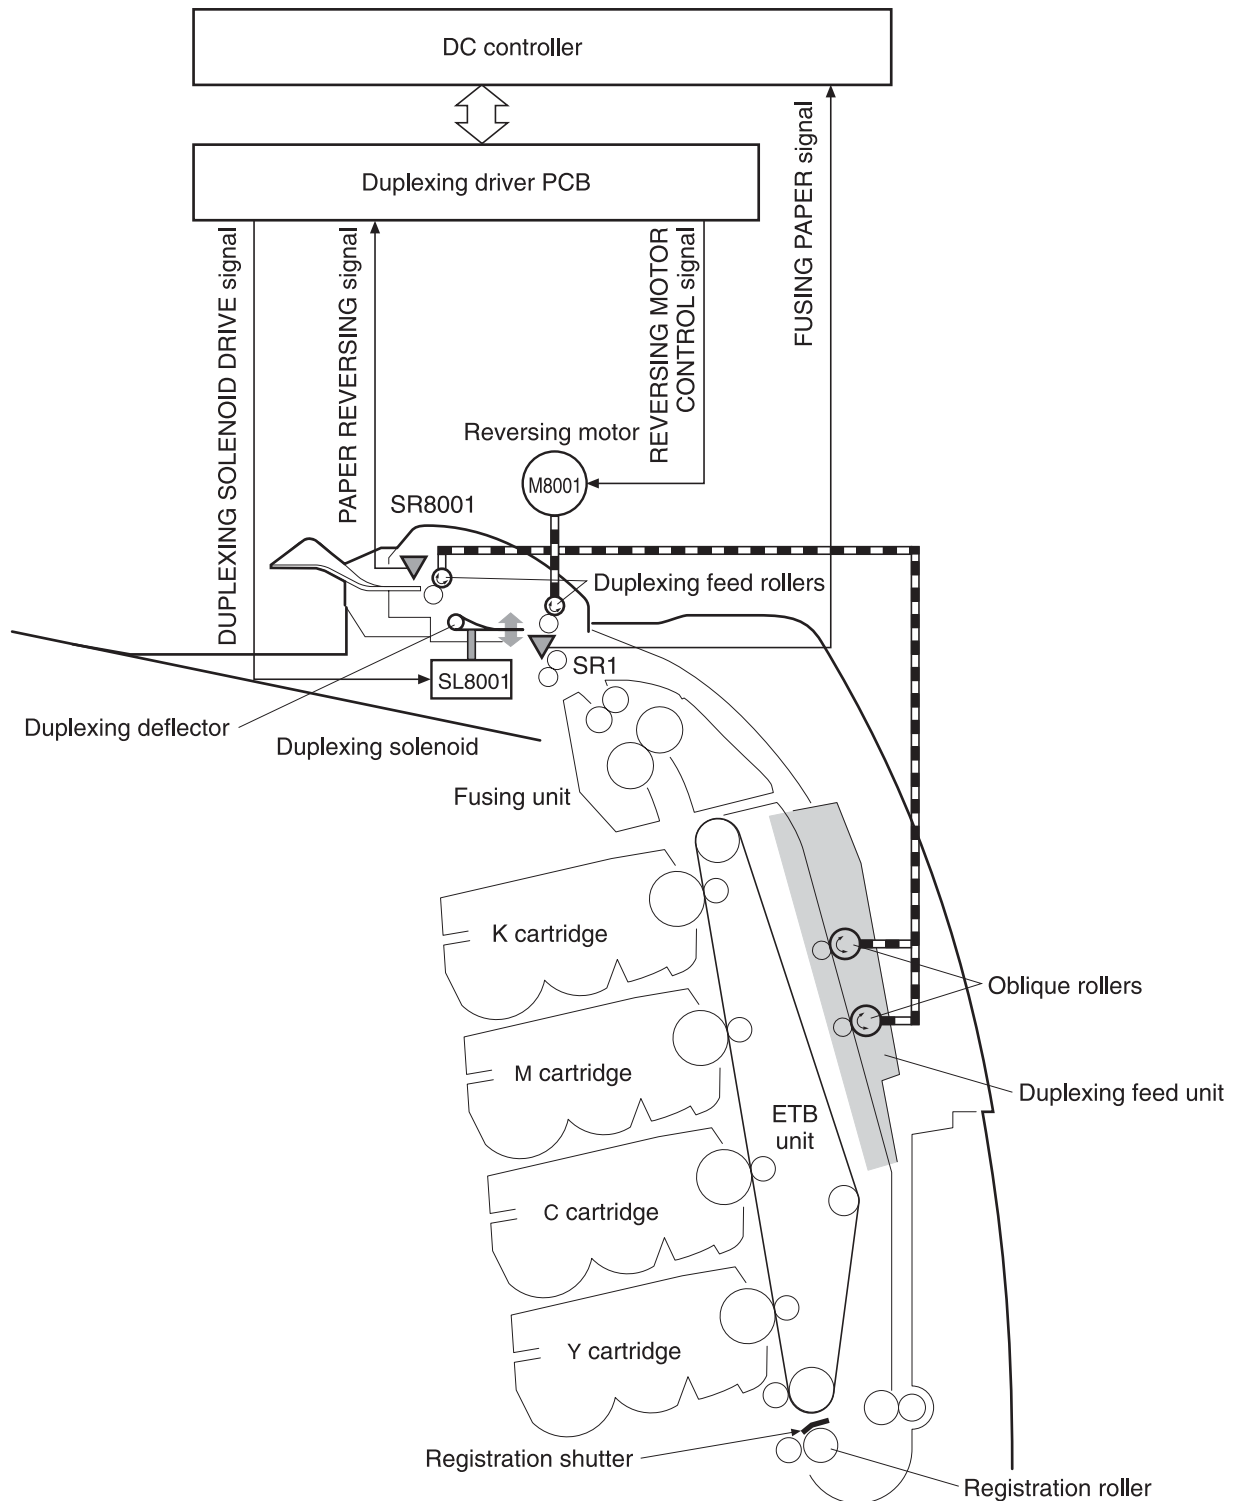 DC controller
Duplexing driver PCB
DUPLEXING SOLENOID DRIVE signal
PAPER REVERSING signal
REVERSING MOTOR
CONTROL signal
FUSING PAPER signal
Reversing motor
M8001
SR8001
Duplexing feed rollers
SR1
SL8001
Duplexing deflector
Duplexing solenoid
Fusing unit
K cartridge
Oblique rollers
M cartridge
Duplexing feed unit
ETB
unit
C cartridge
Y cartridge
Registration shutter
Registration roller